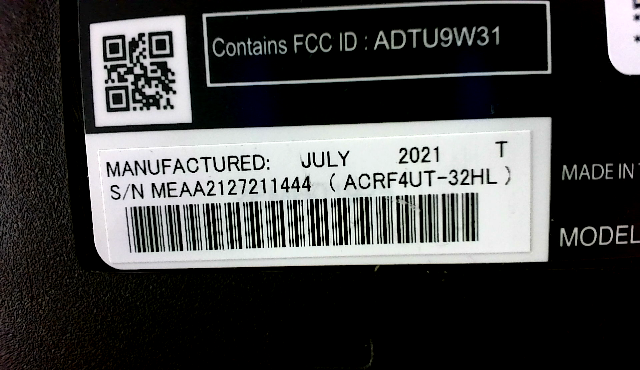 Contains FCC ID : ADTU9W31
MANUFACTURED: JULY 2021 T
S/N MEAA2127211444 ( ACRF4UT-32HL )
MADE IN
MODEL